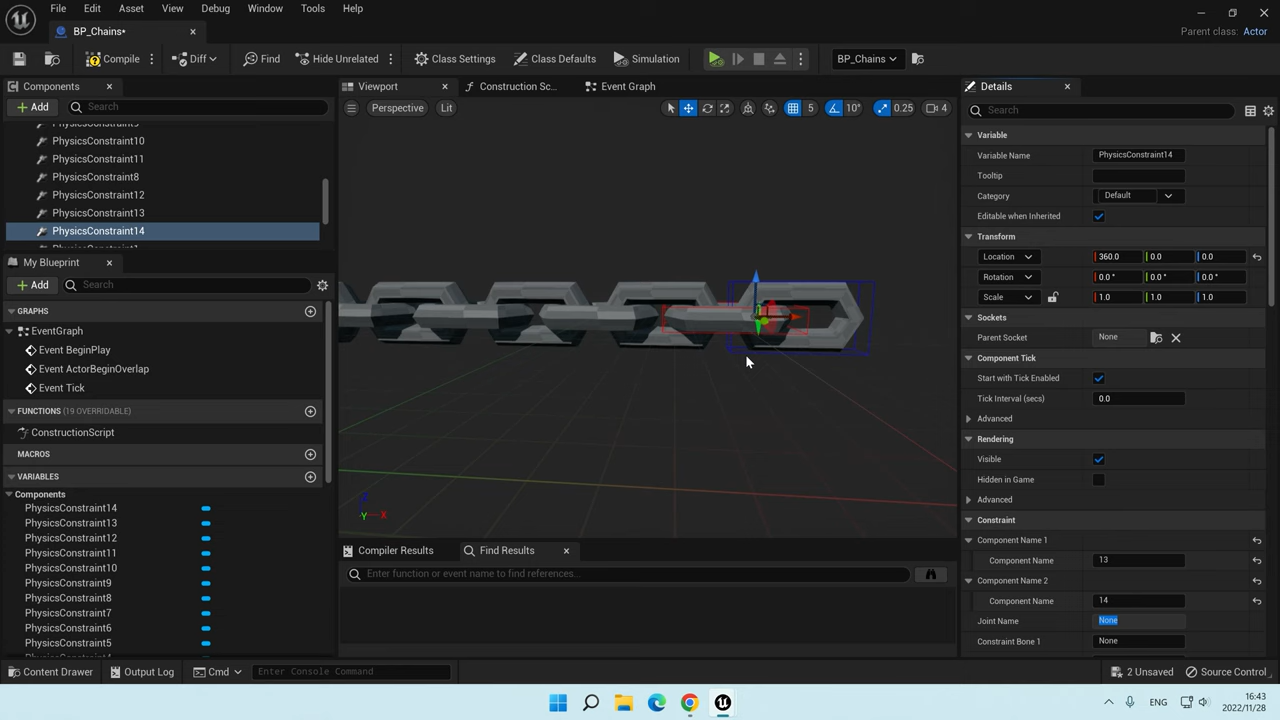 File Edit Asset View Debug Window Tools Help
BP_Chains•
Parent class: Actor
Compile Diff Find Hide Unrelated Class Settings Class Defaults Simulation BP_Chains
Components
Viewport Construction Sc... Event Graph
Details
Add Search
Perspective Lit 5 10° 0.25 4
Search
PhysicsConstraint10
PhysicsConstraint11
PhysicsConstraint8
PhysicsConstraint12
PhysicsConstraint13
PhysicsConstraint14
My Blueprint
Add Search
GRAPHS
EventGraph
Event BeginPlay
Event ActorBeginOverlap
Event Tick
FUNCTIONS (19 OVERRIDABLE)
ConstructionScript
MACROS
VARIABLES
Components
PhysicsConstraint14
PhysicsConstraint13
PhysicsConstraint12
PhysicsConstraint11
PhysicsConstraint10
PhysicsConstraint9
PhysicsConstraint8
PhysicsConstraint7
PhysicsConstraint6
PhysicsConstraint5
Z
Y X
Compiler Results Find Results
Enter function or event name to find references...
Variable
Variable Name PhysicsConstraint14
Tooltip
Category Default
Editable when Inherited
Transform
Location 360.0 0.0 0.0
Rotation 0.0 ° 0.0 ° 0.0 °
Scale 1.0 1.0 1.0
Sockets
Parent Socket None
Component Tick
Start with Tick Enabled
Tick Interval (secs) 0.0
Advanced
Rendering
Visible
Hidden in Game
Advanced
Constraint
Component Name 1
Component Name 13
Component Name 2
Component Name 14
Joint Name None
Constraint Bone 1 None
Content Drawer Output Log Cmd Enter Console Command 2 Unsaved Source Control
ENG
16:43
2022/11/28